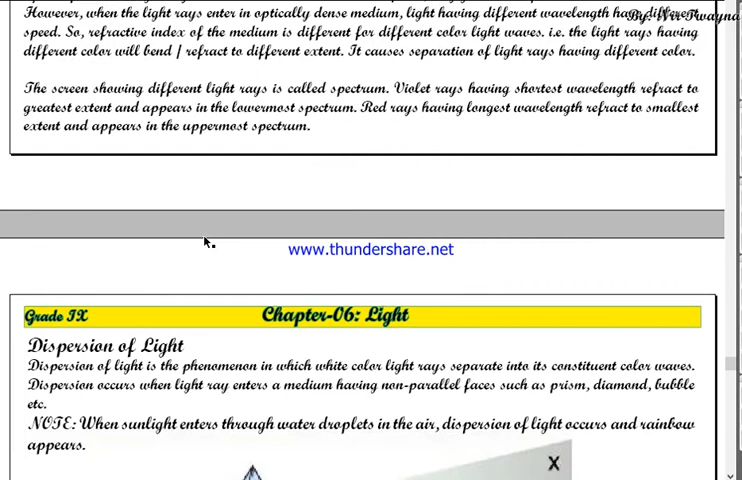 However, when the light rays enter in optically dense medium, light having different wavelength has different
speed. So, refractive index of the medium is different for different color light waves. i.e. the light rays having
different color will bend / refract to different extent. It causes separation of light rays having different color.
The screen showing different light rays is called spectrum. Violet rays having shortest wavelength refract to
greatest extent and appears in the lowermost spectrum. Red rays having longest wavelength refract to smallest
extent and appears in the uppermost spectrum.
www.thundershare.net
Grade IX Chapter-06: Light
Dispersion of Light
Dispersion of light is the phenomenon in which white color light rays separate into its constituent color waves.
Dispersion occurs when light ray enters a medium having non-parallel faces such as prism, diamond, bubble
etc.
NOTE: When sunlight enters through water droplets in the air, dispersion of light occurs and rainbow
appears.
X